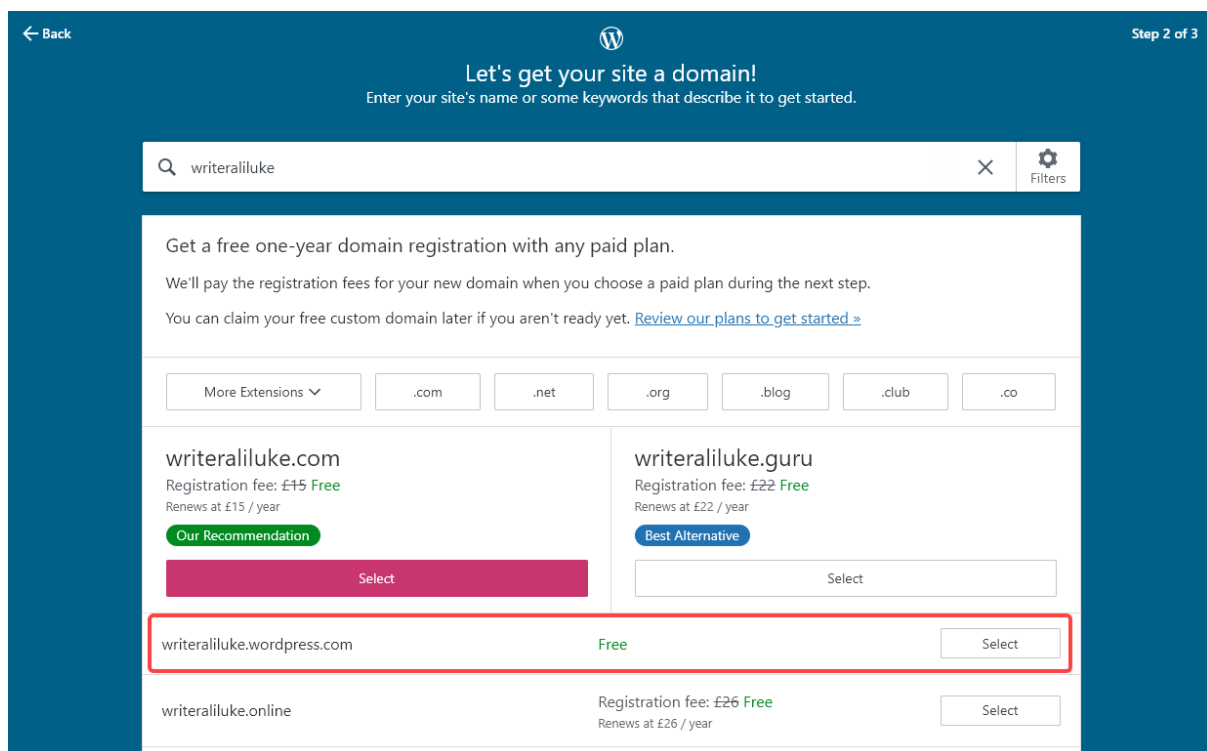 ← Back
Step 2 of 3
Let's get your site a domain!
Enter your site's name or some keywords that describe it to get started.
writeraliluke
Filters
Get a free one-year domain registration with any paid plan.
We'll pay the registration fees for your new domain when you choose a paid plan during the next step.
You can claim your free custom domain later if you aren't ready yet. Review our plans to get started »
More Extensions .com .net .org .blog .club .co
writeraliluke.com
Registration fee: £15 Free
Renews at £15 / year
Our Recommendation
Select
writeraliluke.guru
Registration fee: £22 Free
Renews at £22 / year
Best Alternative
Select
writeraliluke.wordpress.com Free Select
writeraliluke.online
Registration fee: £26 Free
Renews at £26 / year
Select